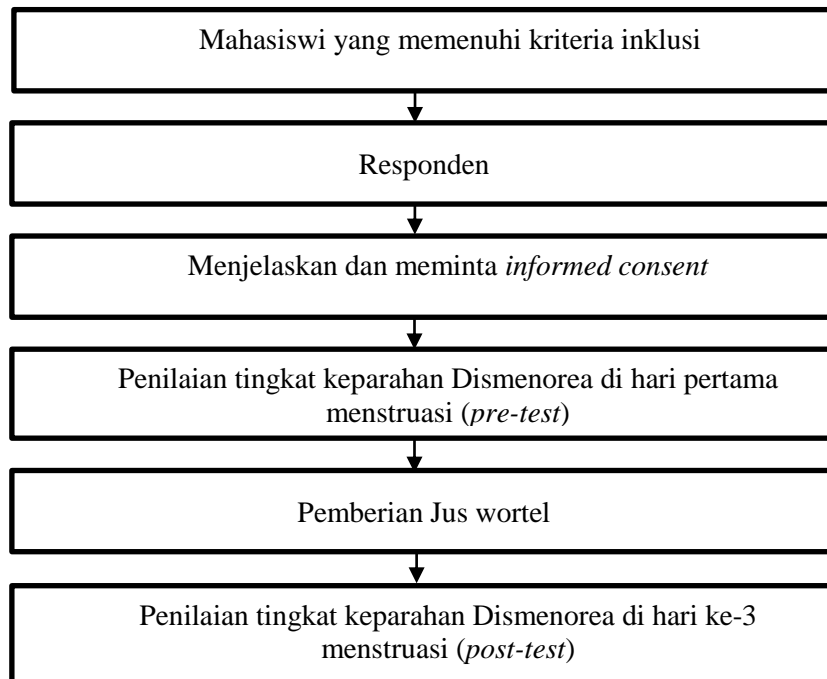 Mahasiswi yang memenuhi kriteria inklusi
Responden
Menjelaskan dan meminta informed consent
Penilaian tingkat keparahan Dismenorea di hari pertama
menstruasi (pre-test)
Pemberian Jus wortel
Penilaian tingkat keparahan Dismenorea di hari ke-3
menstruasi (post-test)